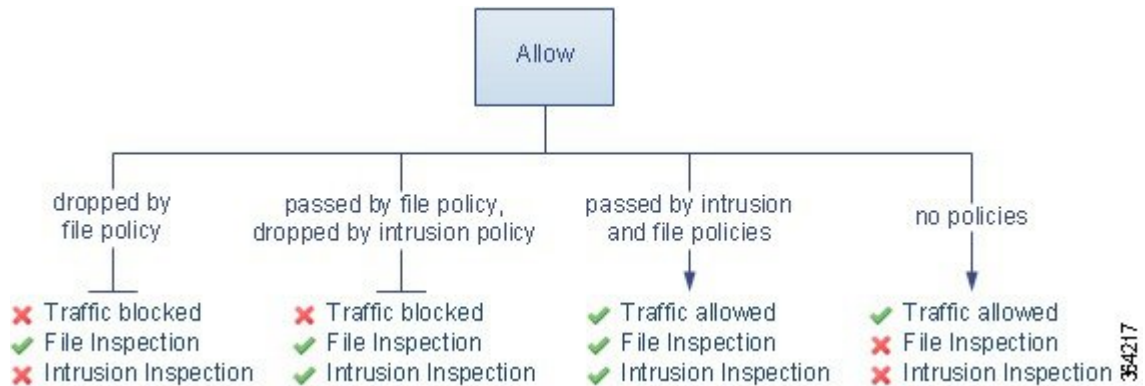 Allow
dropped by
file policy
passed by file policy,
dropped by intrusion policy
passed by intrusion
and file policies
no policies
Traffic blocked
File Inspection
Intrusion Inspection
Traffic blocked
File Inspection
Intrusion Inspection
Traffic allowed
File Inspection
Intrusion Inspection
Traffic allowed
File Inspection
Intrusion Inspection
354217